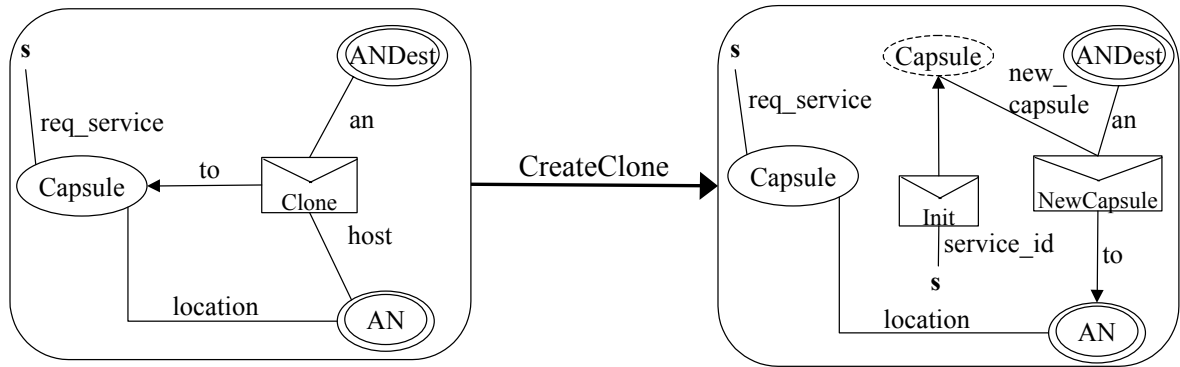 s
ANDest
req_service
an
to
Capsule
Clone
host
location
AN
CreateClone
s
Capsule
ANDest
new_
capsule
req_service
an
Capsule
Init
NewCapsule
service_id
to
s
location
AN